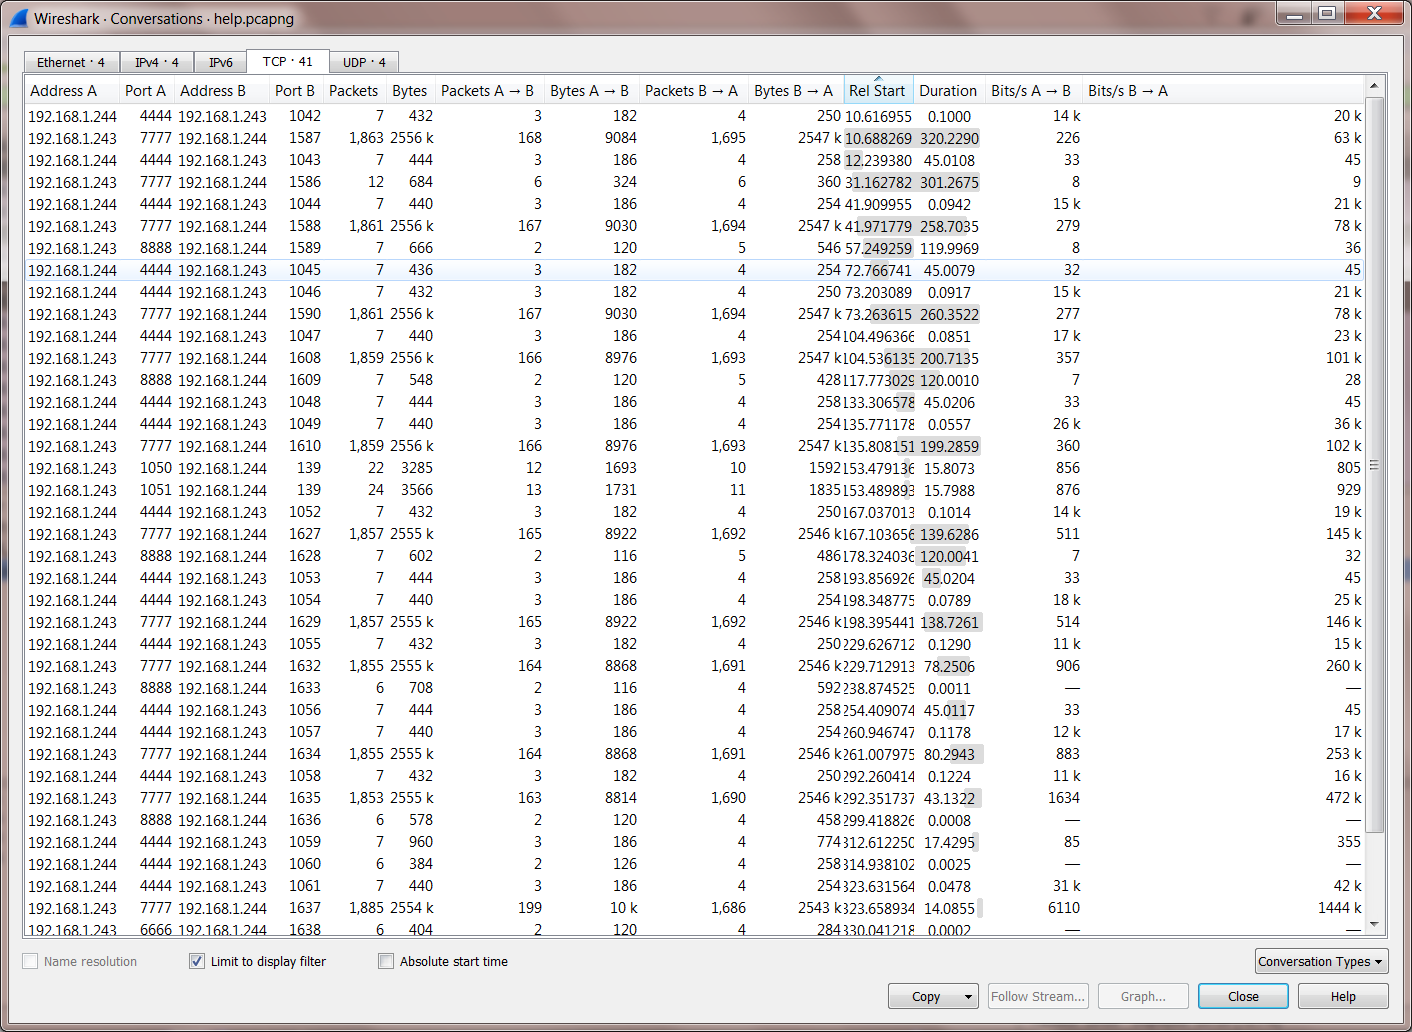 Wireshark · Conversations · help.pcapng
Ethernet · 4 IPv4 · 4 IPv6 TCP · 41 UDP · 4
Address A Port A Address B Port B Packets Bytes Packets A → B Bytes A → B Packets B → A Bytes B → A Rel Start Duration Bits/s A → B Bits/s B → A
192.168.1.244 4444 192.168.1.243 1042 7 432 3 182 4 250 10.616955 0.1000 14 k 20 k
192.168.1.243 7777 192.168.1.244 1587 1,863 2556 k 168 9084 1,695 2547 k 10.688269 320.2290 226 63 k
192.168.1.244 4444 192.168.1.243 1043 7 444 3 186 4 258 12.239380 45.0108 33 45
192.168.1.243 7777 192.168.1.244 1586 12 684 6 324 6 360 31.162782 301.2675 8 9
192.168.1.244 4444 192.168.1.243 1044 7 440 3 186 4 254 41.909955 0.0942 15 k 21 k
192.168.1.243 7777 192.168.1.244 1588 1,861 2556 k 167 9030 1,694 2547 k 41.971779 258.7035 279 78 k
192.168.1.243 8888 192.168.1.244 1589 7 666 2 120 5 546 57.249259 119.9969 8 36
192.168.1.244 4444 192.168.1.243 1045 7 436 3 182 4 254 72.766741 45.0079 32 45
192.168.1.244 4444 192.168.1.243 1046 7 432 3 182 4 250 73.203089 0.0917 15 k 21 k
192.168.1.243 7777 192.168.1.244 1590 1,861 2556 k 167 9030 1,694 2547 k 73.263615 260.3522 277 78 k
192.168.1.244 4444 192.168.1.243 1047 7 440 3 186 4 254 104.496366 0.0851 17 k 23 k
192.168.1.243 7777 192.168.1.244 1608 1,859 2556 k 166 8976 1,693 2547 k 104.536135 200.7135 357 101 k
192.168.1.243 8888 192.168.1.244 1609 7 548 2 120 5 428 117.773029 120.0010 7 28
192.168.1.244 4444 192.168.1.243 1048 7 444 3 186 4 258 133.306578 45.0206 33 45
192.168.1.244 4444 192.168.1.243 1049 7 440 3 186 4 254 135.771178 0.0557 26 k 36 k
192.168.1.243 7777 192.168.1.244 1610 1,859 2556 k 166 8976 1,693 2547 k 135.808151 199.2859 360 102 k
192.168.1.243 1050 192.168.1.244 139 22 3285 12 1693 10 1592 153.479136 15.8073 856 805
192.168.1.243 1051 192.168.1.244 139 24 3566 13 1731 11 1835 153.489893 15.7988 876 929
192.168.1.244 4444 192.168.1.243 1052 7 432 3 182 4 250 167.037013 0.1014 14 k 19 k
192.168.1.243 7777 192.168.1.244 1627 1,857 2555 k 165 8922 1,692 2546 k 167.103656 139.6286 511 145 k
192.168.1.243 8888 192.168.1.244 1628 7 602 2 116 5 486 178.324036 120.0041 7 32
192.168.1.244 4444 192.168.1.243 1053 7 444 3 186 4 258 193.856926 45.0204 33 45
192.168.1.244 4444 192.168.1.243 1054 7 440 3 186 4 254 198.348775 0.0789 18 k 25 k
192.168.1.243 7777 192.168.1.244 1629 1,857 2555 k 165 8922 1,692 2546 k 198.395441 138.7261 514 146 k
192.168.1.244 4444 192.168.1.243 1055 7 432 3 182 4 250 229.626712 0.1290 11 k 15 k
192.168.1.243 7777 192.168.1.244 1632 1,855 2555 k 164 8868 1,691 2546 k 229.712913 78.2506 906 260 k
192.168.1.243 8888 192.168.1.244 1633 6 708 2 116 4 592 238.874525 0.0011 — —
192.168.1.244 4444 192.168.1.243 1056 7 444 3 186 4 258 254.409074 45.0117 33 45
192.168.1.244 4444 192.168.1.243 1057 7 440 3 186 4 254 260.946747 0.1178 12 k 17 k
192.168.1.243 7777 192.168.1.244 1634 1,855 2555 k 164 8868 1,691 2546 k 261.007975 80.2943 883 253 k
192.168.1.244 4444 192.168.1.243 1058 7 432 3 182 4 250 292.260414 0.1224 11 k 16 k
192.168.1.243 7777 192.168.1.244 1635 1,853 2555 k 163 8814 1,690 2546 k 292.351737 43.1322 1634 472 k
192.168.1.243 8888 192.168.1.244 1636 6 578 2 120 4 458 299.418826 0.0008 — —
192.168.1.244 4444 192.168.1.243 1059 7 960 3 186 4 774 312.612250 17.4295 85 355
192.168.1.244 4444 192.168.1.243 1060 6 384 2 126 4 258 314.938102 0.0025 — —
192.168.1.244 4444 192.168.1.243 1061 7 440 3 186 4 254 323.631564 0.0478 31 k 42 k
192.168.1.243 7777 192.168.1.244 1637 1,885 2554 k 199 10 k 1,686 2543 k 323.658934 14.0855 6110 1444 k
192.168.1.243 6666 192.168.1.244 1638 6 404 2 120 4 284 330.041218 0.0002 — —
Name resolution Limit to display filter Absolute start time Conversation Types
Copy Follow Stream... Graph... Close Help